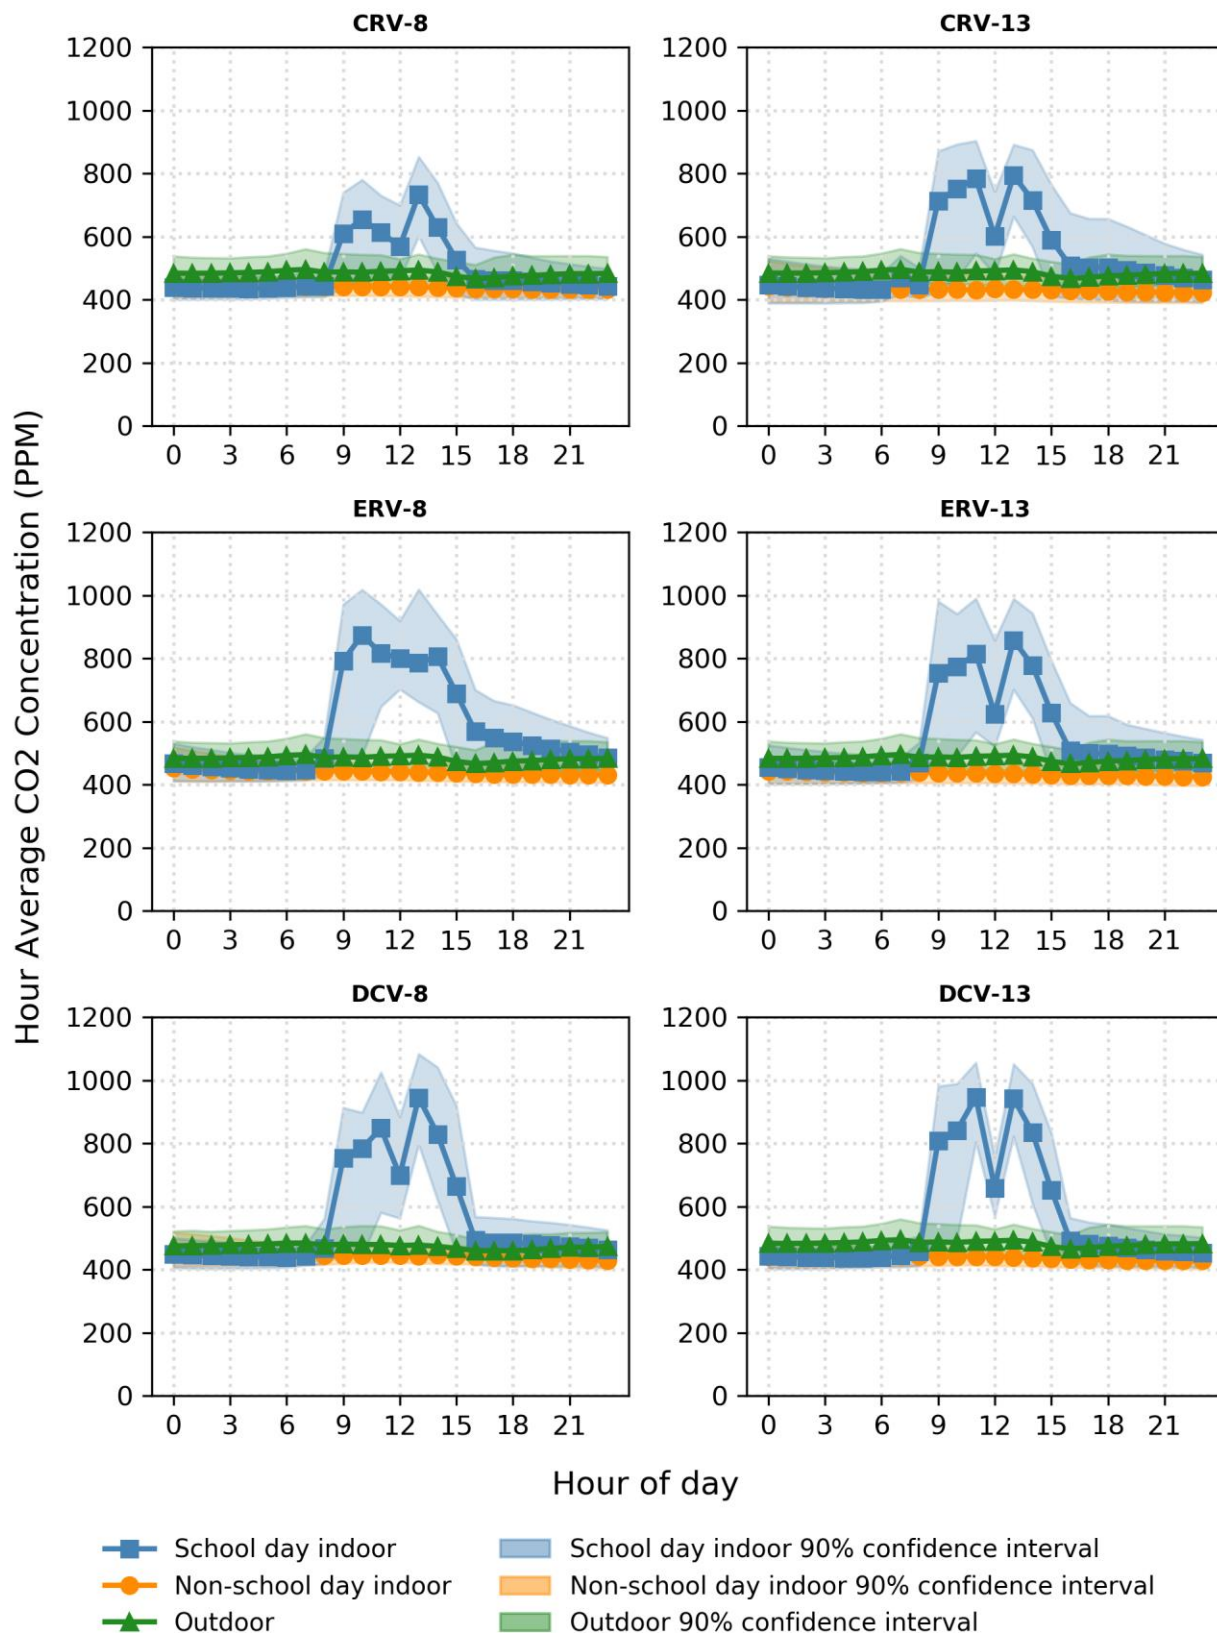 CRV-8
CRV-13
1200
1000
800
600
400
200
0
0 3 6 9 12 15 18 21
1200
1000
800
600
400
200
0
0 3 6 9 12 15 18 21
ERV-8
ERV-13
1200
1000
800
600
400
200
0
0 3 6 9 12 15 18 21
1200
1000
800
600
400
200
0
0 3 6 9 12 15 18 21
DCV-8
DCV-13
1200
1000
800
600
400
200
0
0 3 6 9 12 15 18 21
1200
1000
800
600
400
200
0
0 3 6 9 12 15 18 21
Hour Average CO2 Concentration (PPM)
Hour of day
School day indoor
Non-school day indoor
Outdoor
School day indoor 90% confidence interval
Non-school day indoor 90% confidence interval
Outdoor 90% confidence interval